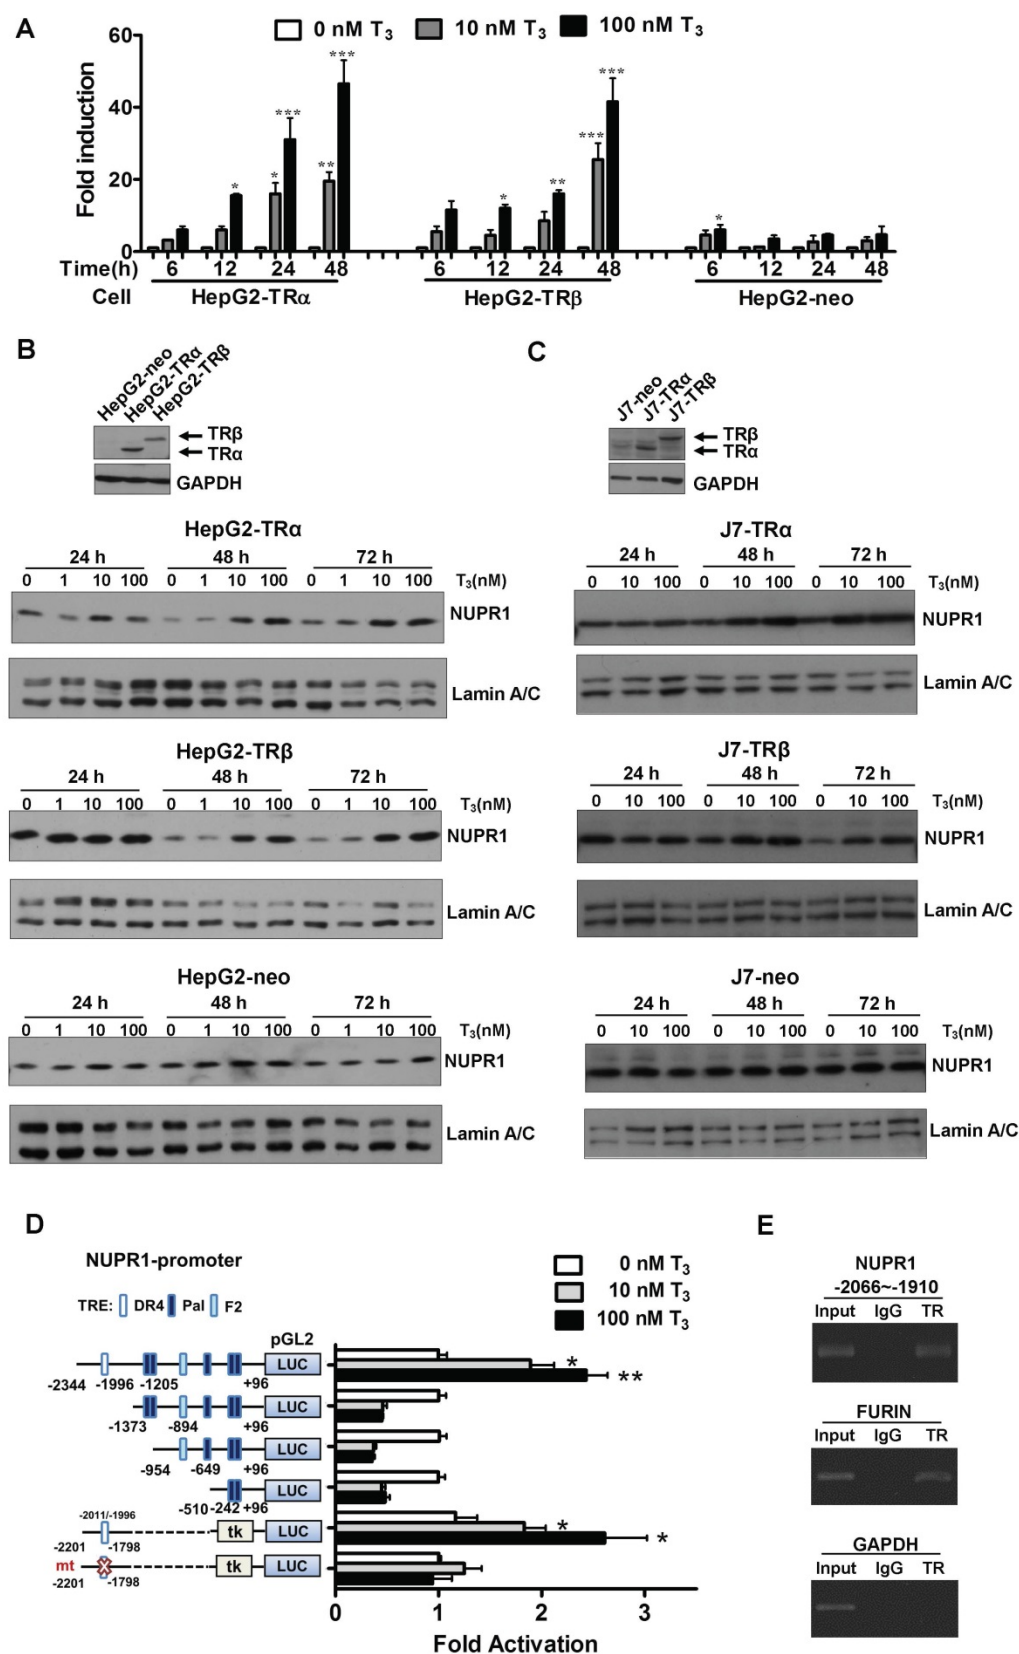 A
0 nM T3 10 nM T3 100 nM T3
60
40
20
0
Fold induction
* *** * *** ** * ** *** *** *
Time(h) 6 12 24 48 6 12 24 48 6 12 24 48
Cell HepG2-TRα HepG2-TRβ HepG2-neo
B
HepG2-neo
HepG2-TRα
HepG2-TRβ
TRβ
TRα
GAPDH
HepG2-TRα
24 h 48 h 72 h
0 1 10 100 0 1 10 100 0 1 10 100 T3(nM)
NUPR1
Lamin A/C
HepG2-TRβ
24 h 48 h 72 h
0 1 10 100 0 1 10 100 0 1 10 100 T3(nM)
NUPR1
Lamin A/C
HepG2-neo
24 h 48 h 72 h
0 1 10 100 0 1 10 100 0 1 10 100 T3(nM)
NUPR1
Lamin A/C
C
J7-neo
J7-TRα
J7-TRβ
TRβ
TRα
GAPDH
J7-TRα
24 h 48 h 72 h
0 10 100 0 10 100 0 10 100 T3(nM)
NUPR1
Lamin A/C
J7-TRβ
24 h 48 h 72 h
0 10 100 0 10 100 0 10 100 T3(nM)
NUPR1
Lamin A/C
J7-neo
24 h 48 h 72 h
0 10 100 0 10 100 0 10 100 T3(nM)
NUPR1
Lamin A/C
D
NUPR1-promoter
0 nM T3
10 nM T3
100 nM T3
TRE: DR4 Pal F2
pGL2
LUC
-2344 -1996 -1205 +96
*
**
LUC
-1373 -894 +96
LUC
-954 -649 +96
LUC
-510 -242 +96
-2011/-1996
tk LUC
-2201 -1798
*
*
mt tk LUC
-2201 -1798
0 1 2 3
Fold Activation
E
NUPR1
-2066~-1910
Input IgG TR
FURIN
Input IgG TR
GAPDH
Input IgG TR